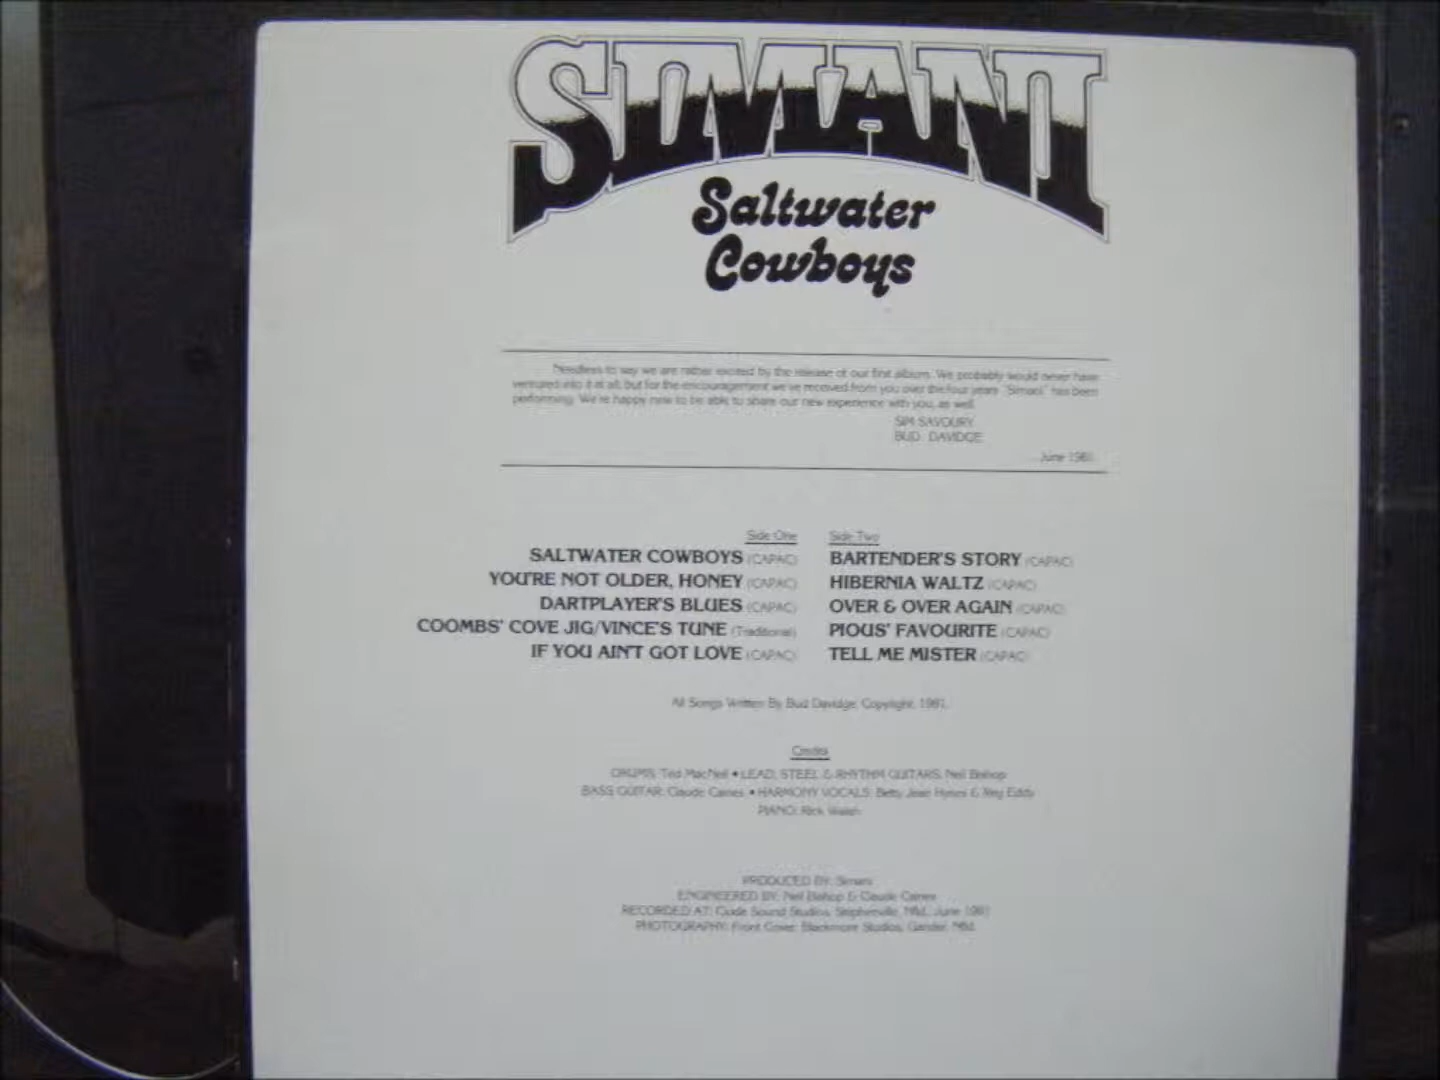 SIMANI
Saltwater
Cowboys
Needless to say we are rather excited by the release of our first album. We probably would never have
ventured into it at all, but for the encouragement we've received from you over the four years "Simani" has been
performing. We're happy now to be able to share our new experience with you, as well.
SIM SAVOURY
BUD DAVIDGE
June 1981
Side One
SALTWATER COWBOYS (CAPAC)
YOU'RE NOT OLDER, HONEY (CAPAC)
DARTPLAYER'S BLUES (CAPAC)
COOMBS' COVE JIG/VINCE'S TUNE (Traditional)
IF YOU AIN'T GOT LOVE (CAPAC)
Side Two
BARTENDER'S STORY (CAPAC)
HIBERNIA WALTZ (CAPAC)
OVER & OVER AGAIN (CAPAC)
PIOUS' FAVOURITE (CAPAC)
TELL ME MISTER (CAPAC)
All Songs Written By Bud Davidge, Copyright, 1981.
Credits
DRUMS: Ted MacNeil • LEAD, STEEL & RHYTHM GUITARS: Neil Bishop
BASS GUITAR: Claude Caines • HARMONY VOCALS: Betty Jean Hynes & Eddy
PIANO: Rick Walsh
PRODUCED BY: Simani
ENGINEERED BY: Neil Bishop & Claude Caines
RECORDED AT: Clode Sound Studios, Stephenville, Nfld., June 1981
PHOTOGRAPHY: Front Cover: Blackmore Studios, Gander, Nfld.